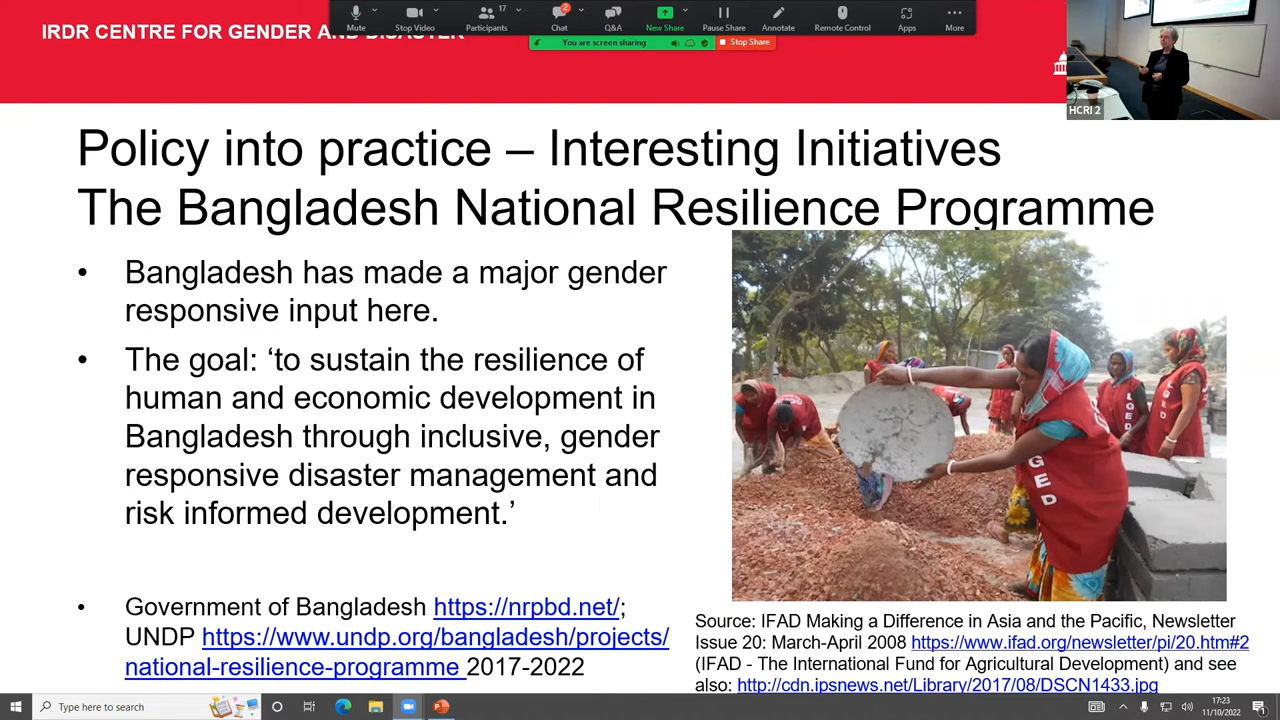 Mute
Stop Video
17
Participants
2
Chat
Q&A
New Share
Pause Share
Annotate
Remote Control
Apps
More
You are screen sharing
Stop Share
IRDR CENTRE FOR GENDER AND DISASTER
HCRI 2
Policy into practice – Interesting Initiatives
The Bangladesh National Resilience Programme
• Bangladesh has made a major gender
responsive input here.
• The goal: ‘to sustain the resilience of
human and economic development in
Bangladesh through inclusive, gender
responsive disaster management and
risk informed development.’
• Government of Bangladesh https://nrpbd.net/;
UNDP https://www.undp.org/bangladesh/projects/
national-resilience-programme 2017-2022
LGED
LGED
GED
Source: IFAD Making a Difference in Asia and the Pacific, Newsletter
Issue 20: March-April 2008 https://www.ifad.org/newsletter/pi/20.htm#2
(IFAD - The International Fund for Agricultural Development) and see
also: http://cdn.ipsnews.net/Library/2017/08/DSCN1433.jpg
Type here to search
17:23
11/10/2022
1